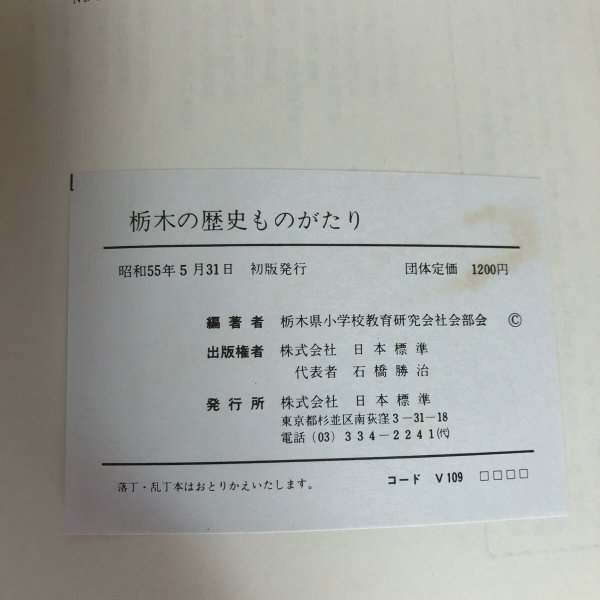 栃木の歴史ものがたり
昭和55年5月31日 初版発行 団体定価 1200円
編著者 栃木県小学校教育研究会社会部会 ©
出版権者 株式会社 日本標準
代表者 石橋勝治
発行所 株式会社 日本標準
東京都杉並区南荻窪3-31-18
電話 (03) 334-2241㈹
落丁・乱丁本はおとりかえいたします。 コード V109 □□□□